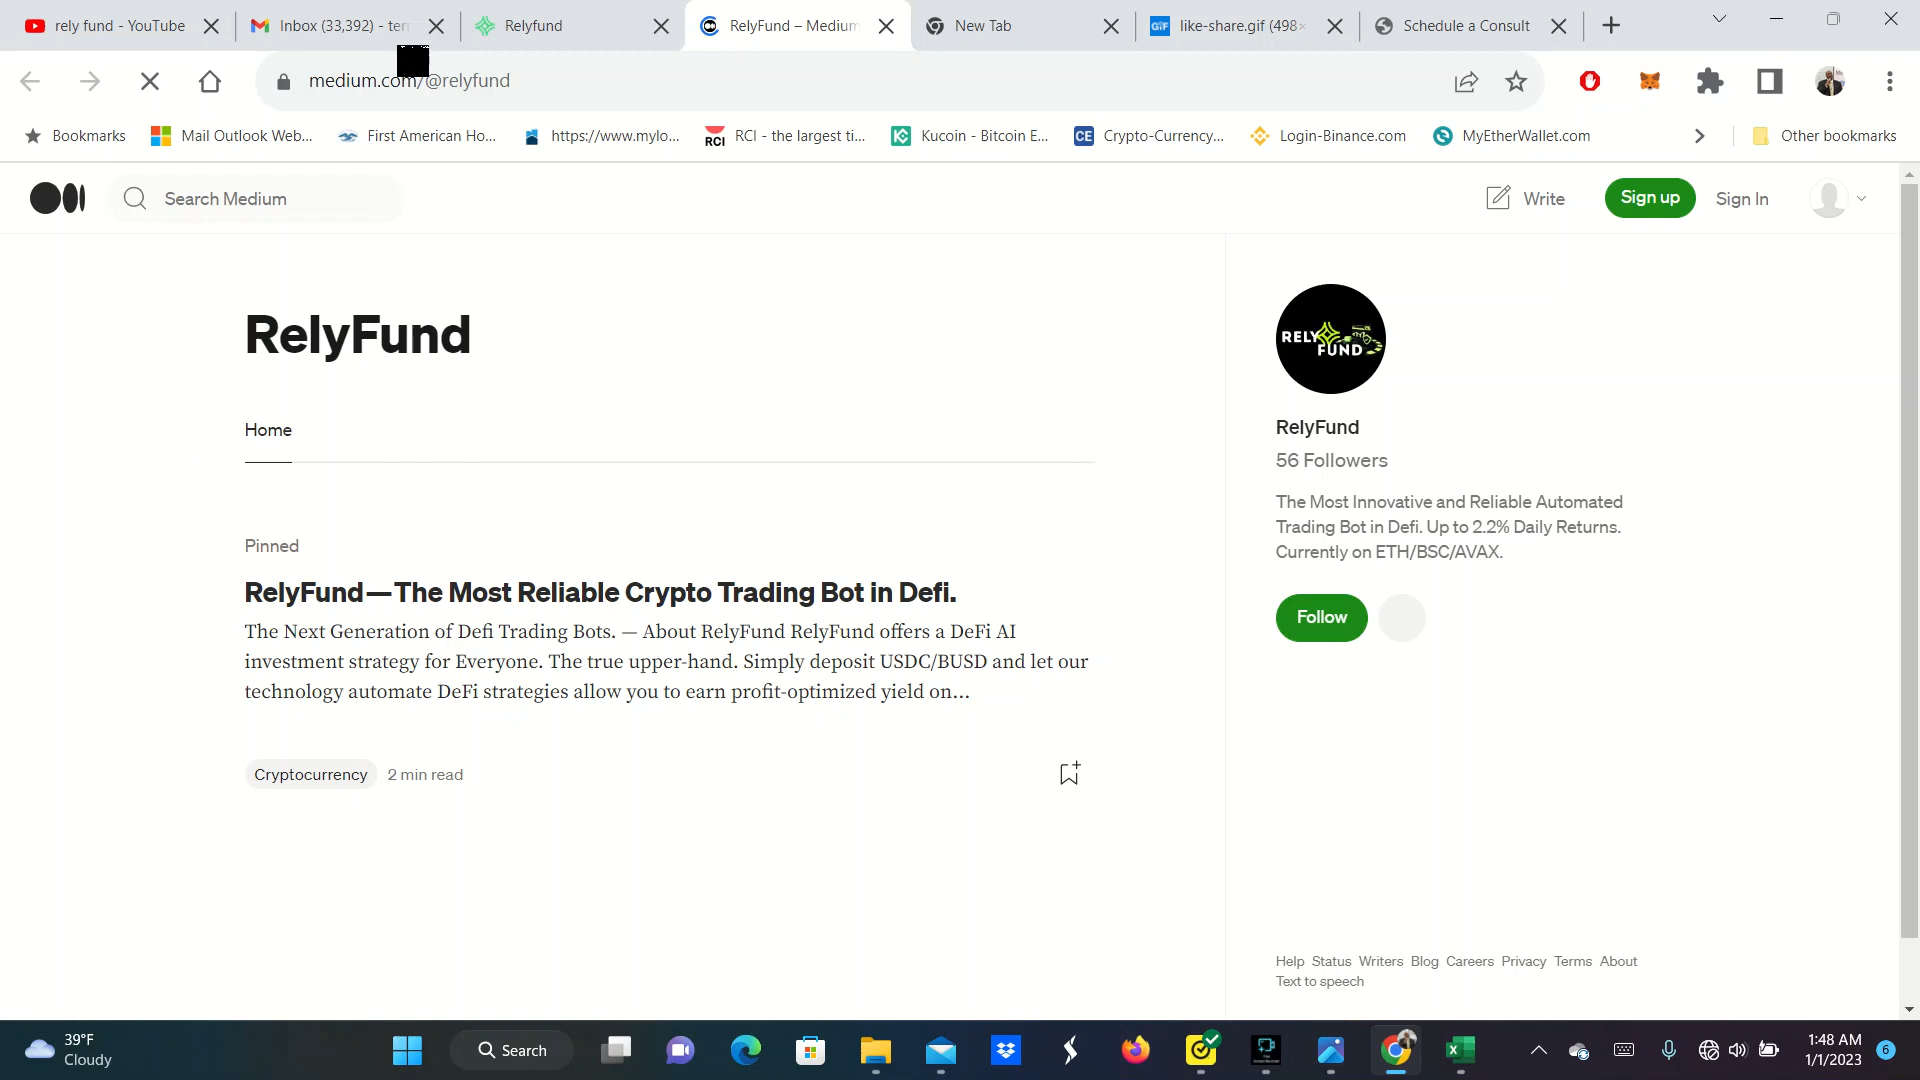 rely fund - YouTube
Inbox (33,392) - ter
Relyfund
RelyFund – Medium
New Tab
like-share.gif (498×
Schedule a Consult
medium.com/@relyfund
Bookmarks
Mail Outlook Web...
First American Ho...
https://www.mylo...
RCI - the largest ti...
Kucoin - Bitcoin E...
Crypto-Currency...
Login-Binance.com
MyEtherWallet.com
Other bookmarks
Search Medium
Write
Sign up
Sign In
RelyFund
Home
Pinned
RelyFund — The Most Reliable Crypto Trading Bot in Defi.
The Next Generation of Defi Trading Bots. — About RelyFund RelyFund offers a DeFi AI
investment strategy for Everyone. The true upper-hand. Simply deposit USDC/BUSD and let our
technology automate DeFi strategies allow you to earn profit-optimized yield on...
Cryptocurrency
2 min read
RELY
FUND
RelyFund
56 Followers
The Most Innovative and Reliable Automated
Trading Bot in Defi. Up to 2.2% Daily Returns.
Currently on ETH/BSC/AVAX.
Follow
Help Status Writers Blog Careers Privacy Terms About
Text to speech
39°F
Cloudy
Search
1:48 AM
1/1/2023
6